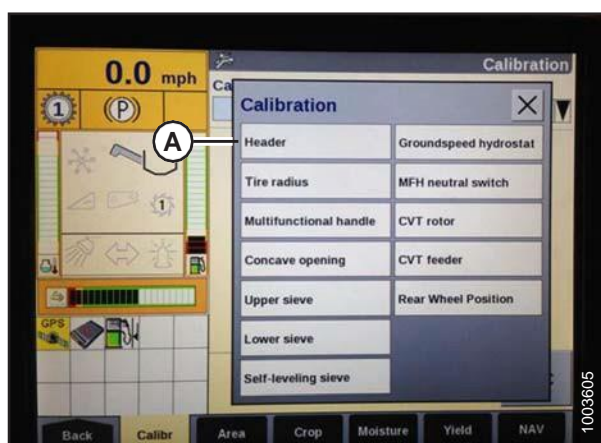 0.0 mph
Calibration
Ca
1
(P)
A
1
GPS
Calibration
X
Header
Groundspeed hydrostat
Tire radius
MFH neutral switch
Multifunctional handle
CVT rotor
Concave opening
CVT feeder
Upper sieve
Rear Wheel Position
Lower sieve
Self-leveling sieve
Back
Calibr
Area
Crop
Moisture
Yield
NAV
1003605